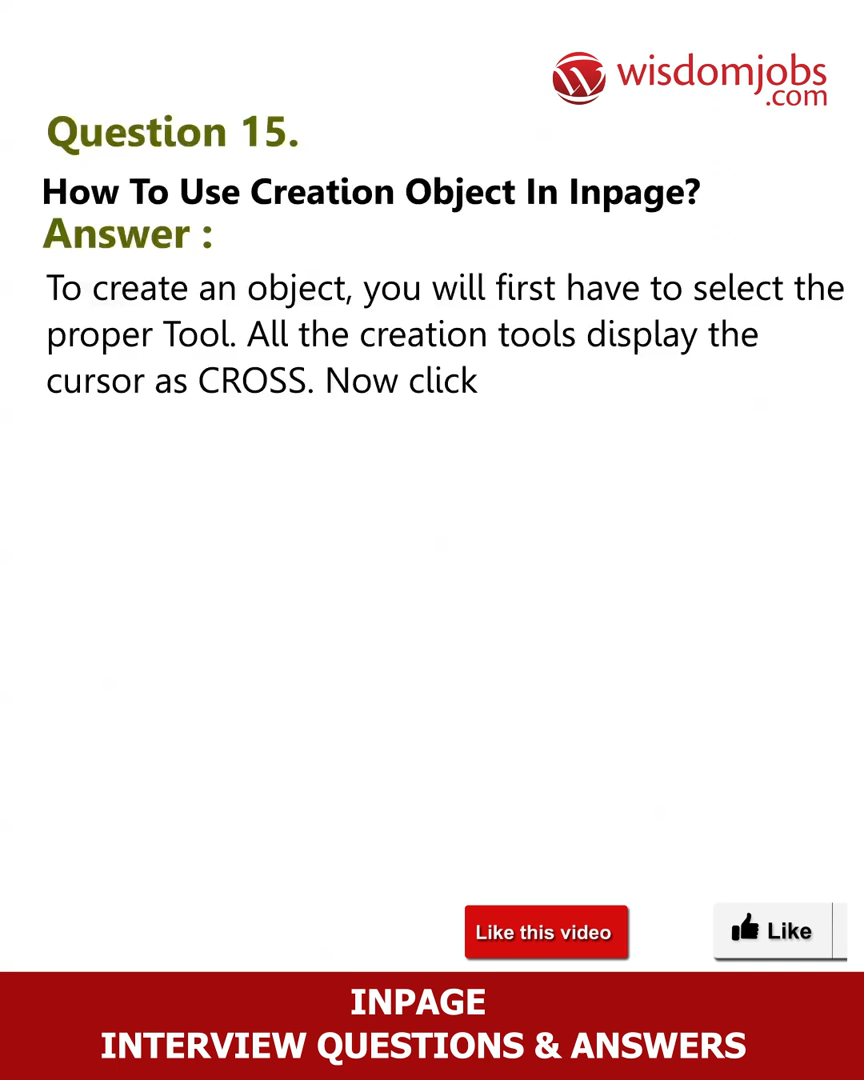 wisdomjobs
.com
Question 15.
How To Use Creation Object In Inpage?
Answer :
To create an object, you will first have to select the
proper Tool. All the creation tools display the
cursor as CROSS. Now click
Like this video
Like
INPAGE
INTERVIEW QUESTIONS & ANSWERS